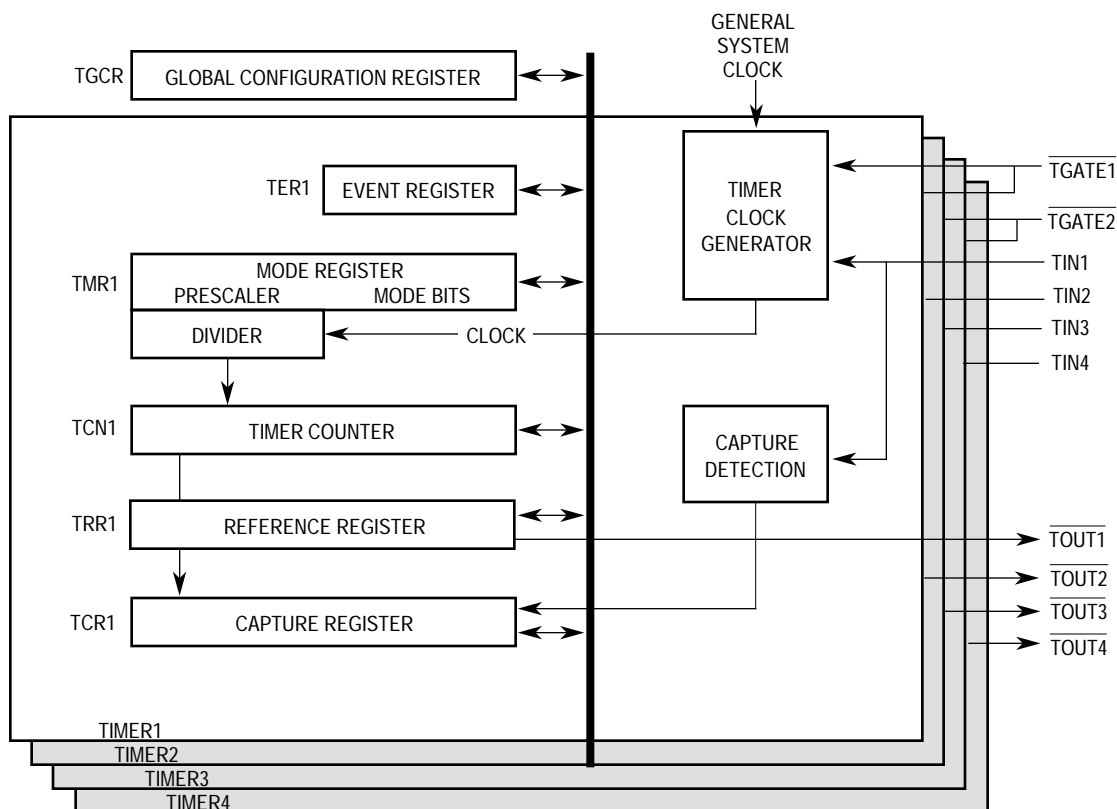 GENERAL
SYSTEM
CLOCK
TGCR
GLOBAL CONFIGURATION REGISTER
TER1
EVENT REGISTER
TIMER
CLOCK
GENERATOR
TGATE1
TGATE2
TIN1
TIN2
TIN3
TIN4
TMR1
MODE REGISTER
PRESCALER MODE BITS
DIVIDER
CLOCK
TCN1
TIMER COUNTER
CAPTURE
DETECTION
TRR1
REFERENCE REGISTER
TOUT1
TOUT2
TOUT3
TOUT4
TCR1
CAPTURE REGISTER
TIMER1
TIMER2
TIMER3
TIMER4